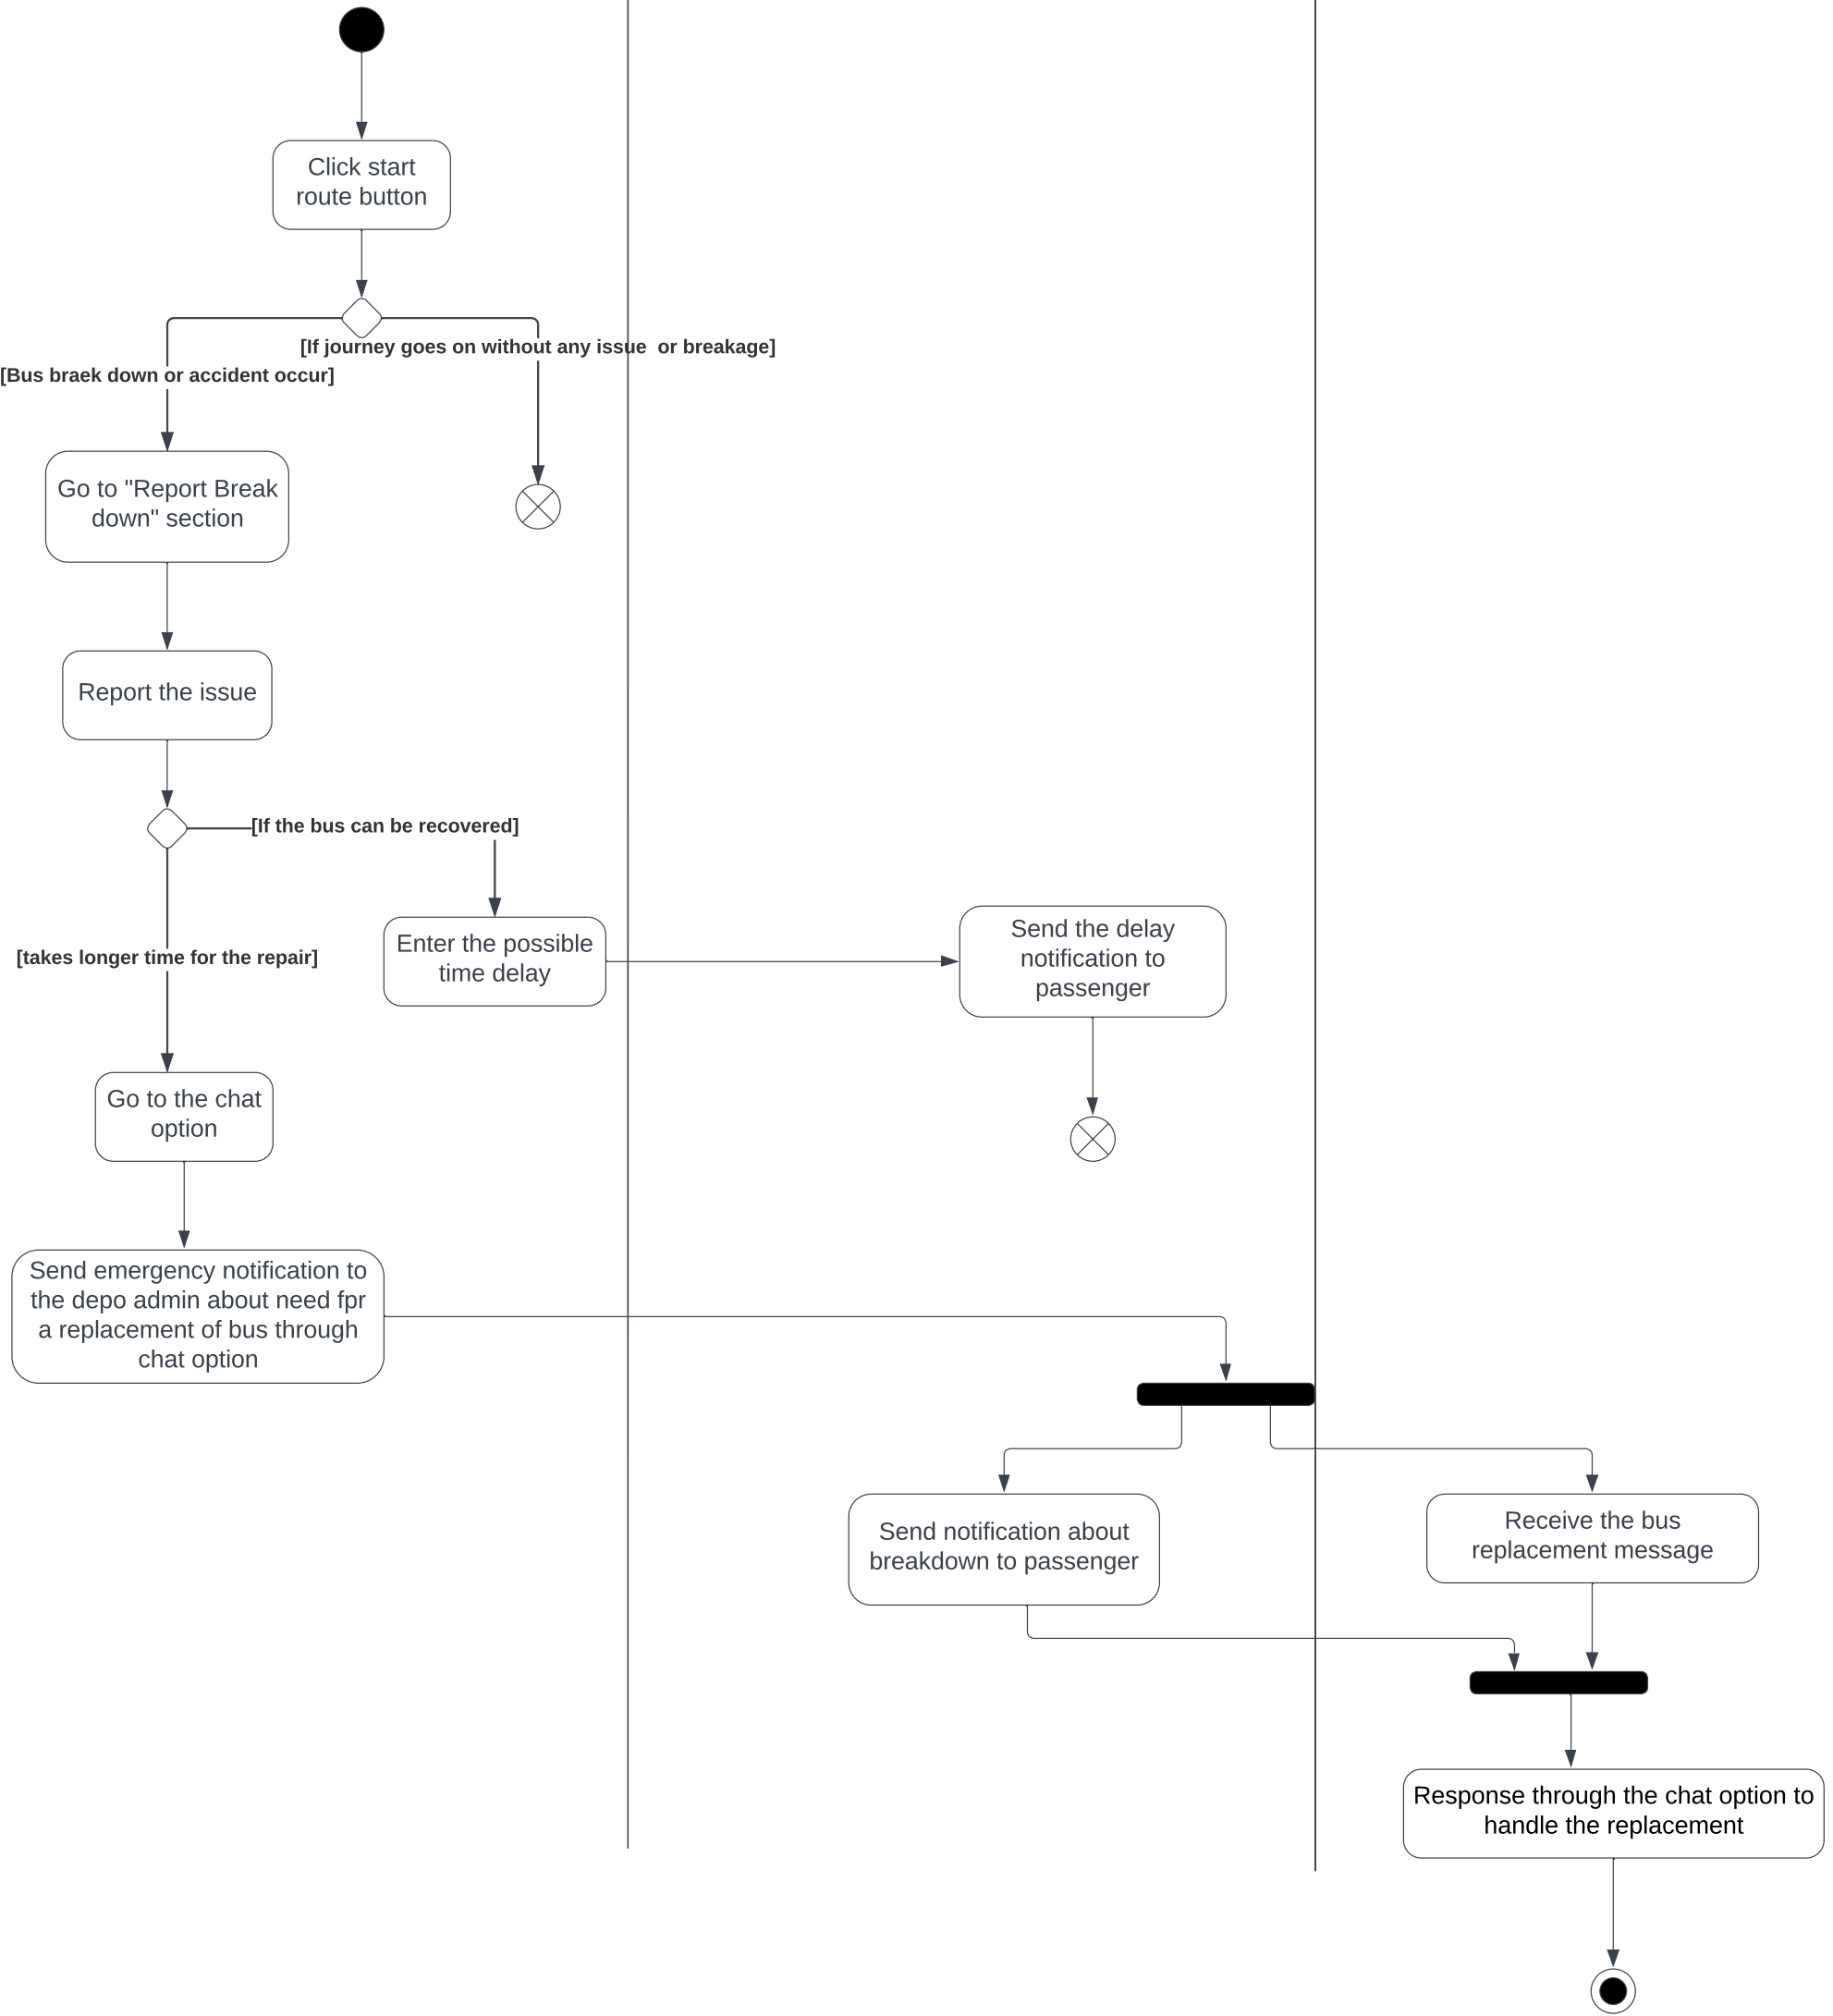 Click start
route button
[If journey goes on without any issue  or breakage]
[Bus braek down or accident occur]
Go to "Report Break
down" section
Report the issue
[If the bus can be recovered]
Enter the possible
time delay
Send the delay
notification to
passenger
[takes longer time for the repair]
Go to the chat
option
Send emergency notification to
the depo admin about need fpr
a replacement of bus through
chat option
Send notification about
breakdown to passenger
Receive the bus
replacement message
Response through the chat option to
handle the replacement